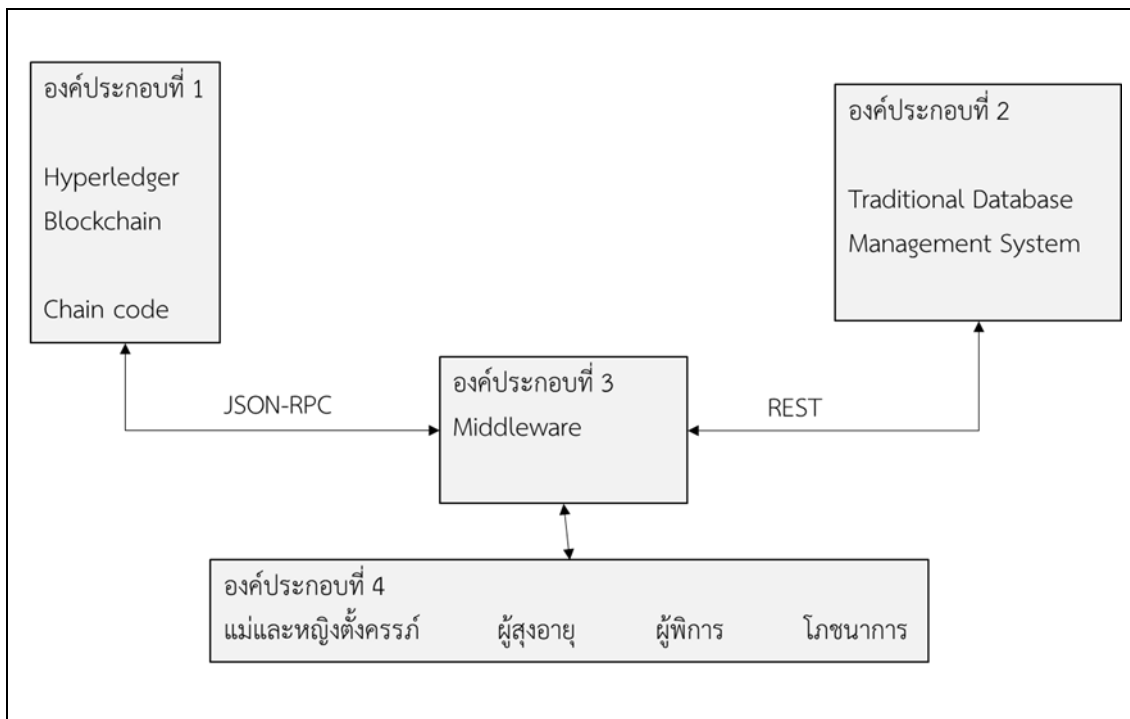 องค์ประกอบที่ 1
Hyperledger
Blockchain
Chain code
องค์ประกอบที่ 2
Traditional Database
Management System
JSON-RPC
องค์ประกอบที่ 3
Middleware
REST
องค์ประกอบที่ 4
แม่และหญิงตั้งครรภ์ ผู้สุงอายุ ผู้พิการ โภชนาการ